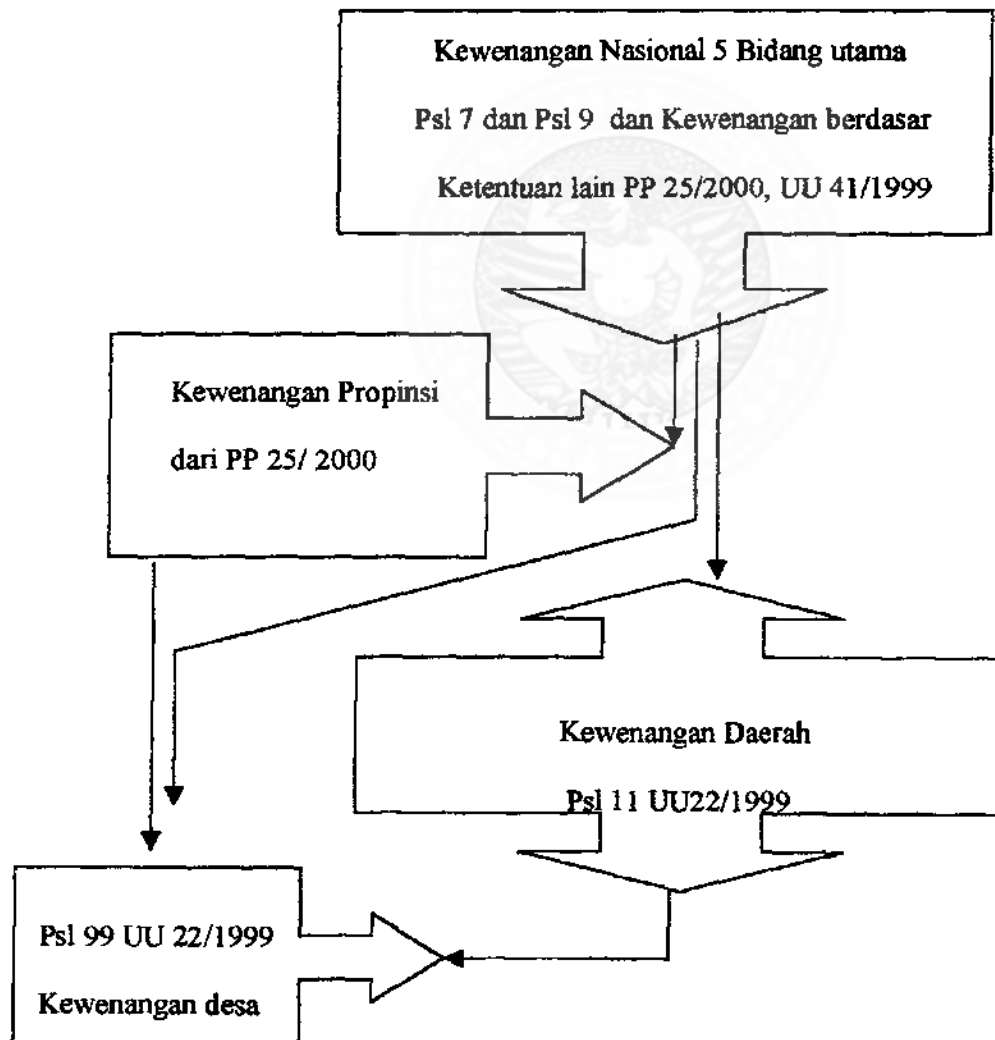 Kewenangan Nasional 5 Bidang utama
Psl 7 dan Psl 9 dan Kewenangan berdasar
Ketentuan lain PP 25/2000, UU 41/1999
Kewenangan Propinsi
dari PP 25/ 2000
Kewenangan Daerah
Psl 11 UU22/1999
Psl 99 UU 22/1999
Kewenangan desa